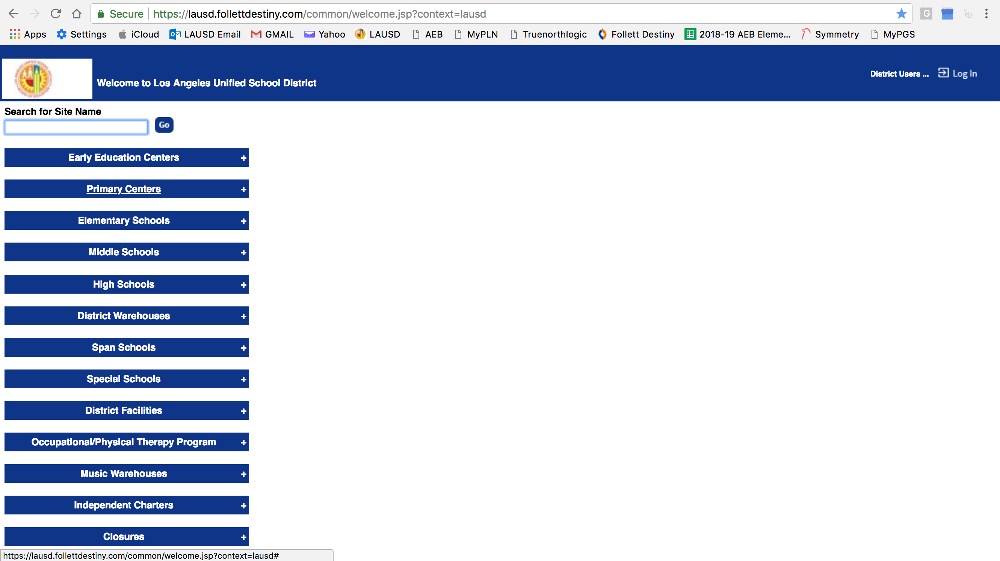 Secure https://lausd.follettdestiny.com/common/welcome.jsp?context=lausd G
Apps Settings iCloud LAUSD Email GMAIL Yahoo LAUSD AEB MyPLN Truenorthlogic Follett Destiny 2018-19 AEB Eleme... Symmetry MyPGS
Welcome to Los Angeles Unified School District
District Users ... Log In
Search for Site Name
Go
Early Education Centers +
Primary Centers +
Elementary Schools +
Middle Schools +
High Schools +
District Warehouses +
Span Schools +
Special Schools +
District Facilities +
Occupational/Physical Therapy Program +
Music Warehouses +
Independent Charters +
Closures +
https://lausd.follettdestiny.com/common/welcome.jsp?context=lausd#